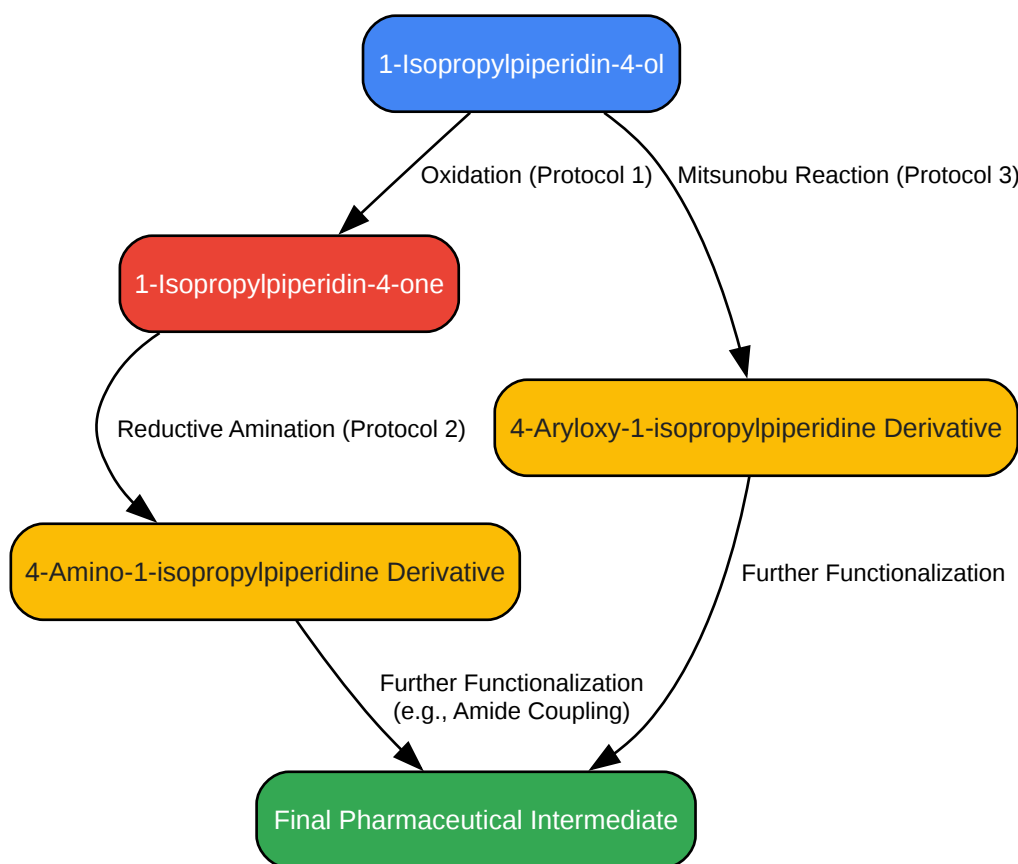 1-Isopropylpiperidin-4-ol
Oxidation (Protocol 1)
Mitsunobu Reaction (Protocol 3)
1-Isopropylpiperidin-4-one
4-Aryloxy-1-isopropylpiperidine Derivative
Reductive Amination (Protocol 2)
4-Amino-1-isopropylpiperidine Derivative
Further Functionalization
Further Functionalization
(e.g., Amide Coupling)
Final Pharmaceutical Intermediate